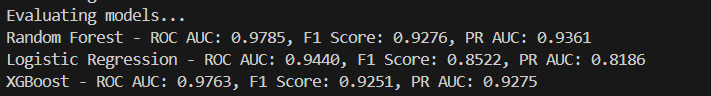 Evaluating models...
Random Forest - ROC AUC: 0.9785, F1 Score: 0.9276, PR AUC: 0.9361
Logistic Regression - ROC AUC: 0.9440, F1 Score: 0.8522, PR AUC: 0.8186
XGBoost - ROC AUC: 0.9763, F1 Score: 0.9251, PR AUC: 0.9275